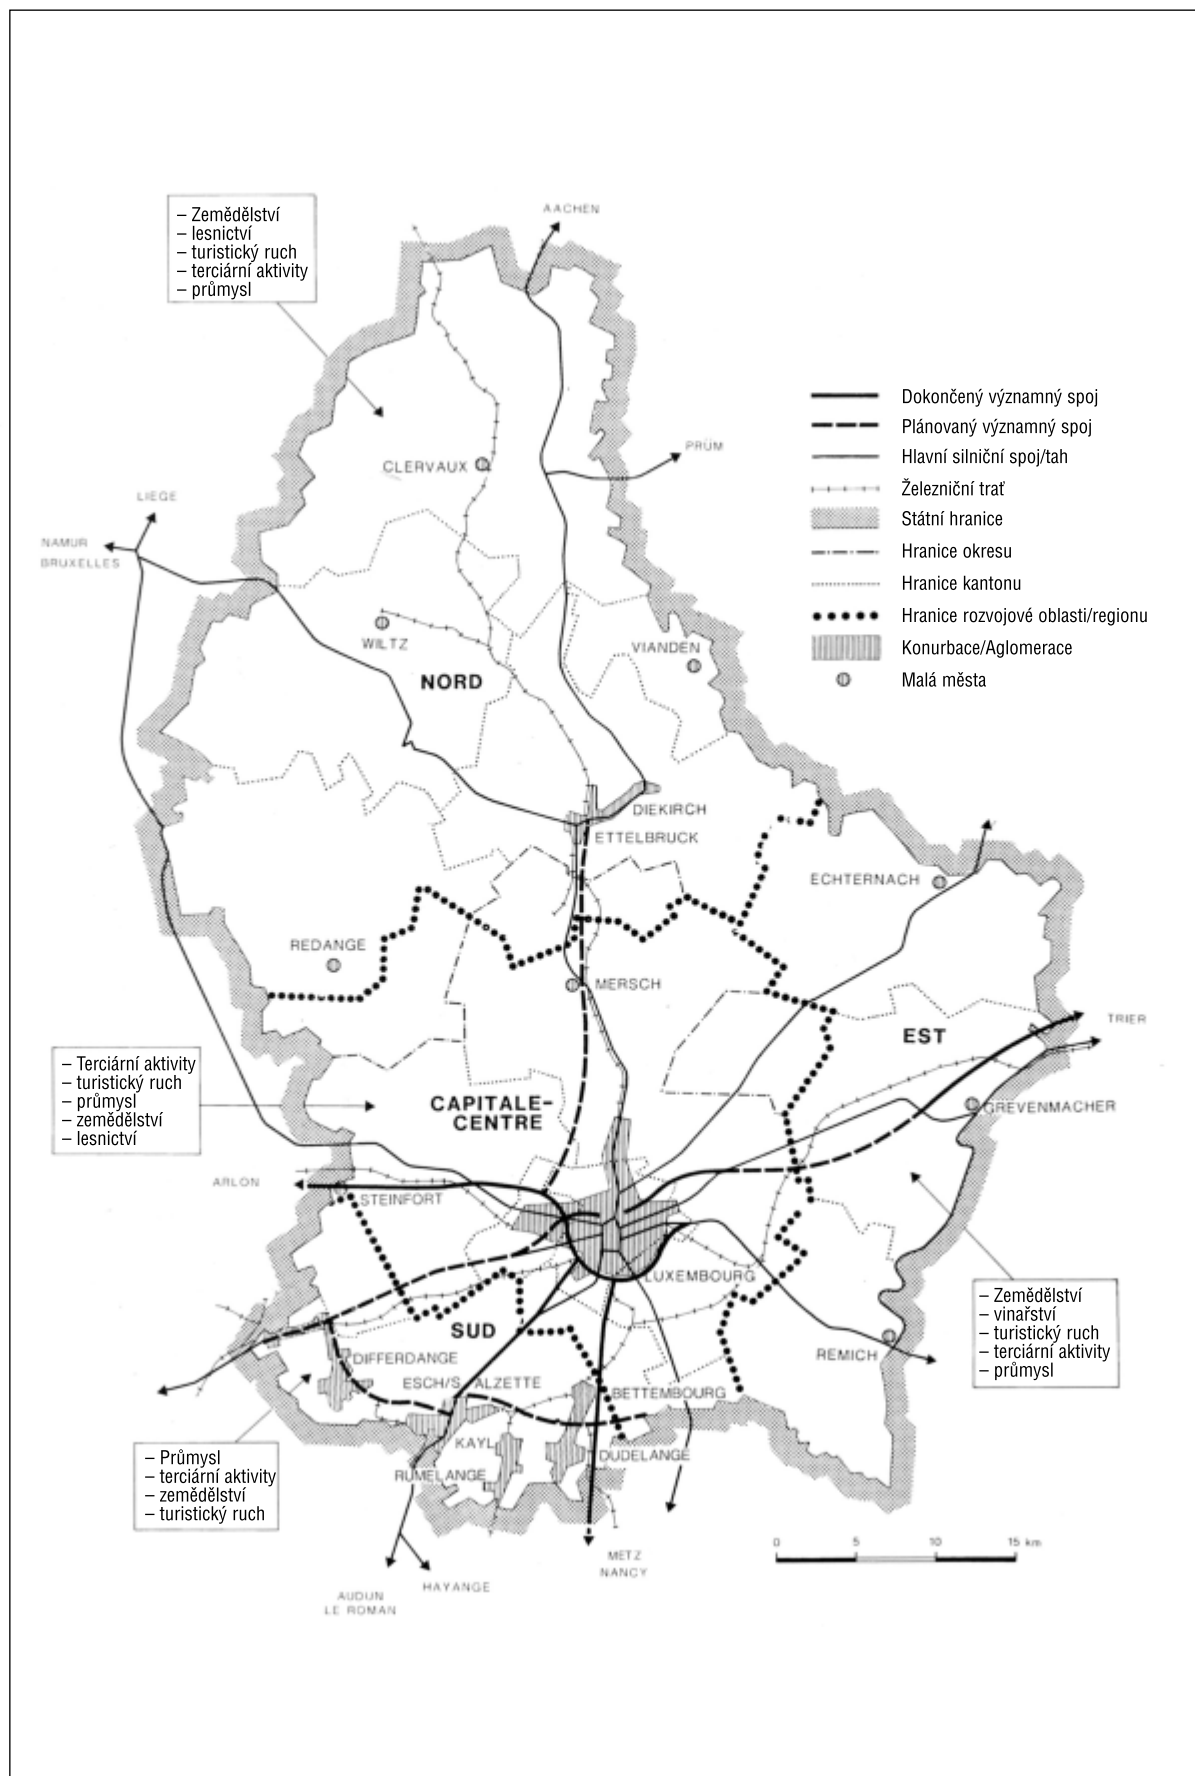 AACHEN
– Zemědělství
– lesnictví
– turistický ruch
– terciární aktivity
– průmysl
Dokončený významný spoj
Plánovaný významný spoj
Hlavní silniční spoj/tah
Železniční trať
Státní hranice
Hranice okresu
Hranice kantonu
Hranice rozvojové oblasti/regionu
Konurbace/Aglomerace
Malá města
PRÜM
CLERVAUX
LIEGE
NAMUR
BRUXELLES
WILTZ
VIANDEN
NORD
DIEKIRCH
ETTELBRUCK
ECHTERNACH
REDANGE
MERSCH
TRIER
EST
– Terciární aktivity
– turistický ruch
– průmysl
– zemědělství
– lesnictví
CAPITALE–
CENTRE
GREVENMACHER
ARLON
STEINFORT
LUXEMBOURG
– Zemědělství
– vinařství
– turistický ruch
– terciární aktivity
– průmysl
SUD
REMICH
DIFFERDANGE
ESCH/S. ALZETTE
BETTEMBOURG
KAYL
DUDELANGE
RUMELANGE
– Průmysl
– terciární aktivity
– zemědělství
– turistický ruch
0 5 10 15 km
METZ
NANCY
HAYANGE
AUDUN
LE ROMAN